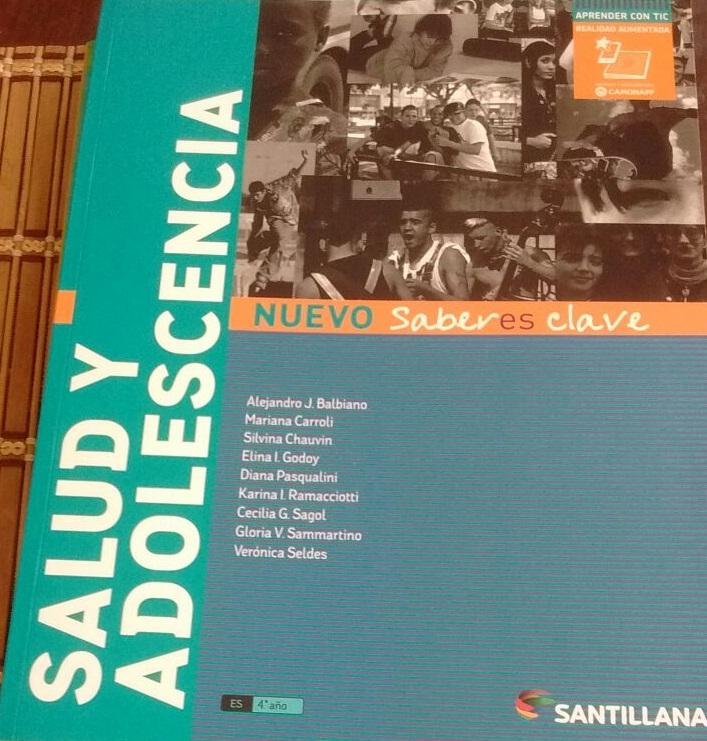 APRENDER CON TIC
REALIDAD AUMENTADA
CAMONAPP
SALUD Y
ADOLESCENCIA
NUEVO saberes clave
Alejandro J. Balbiano
Mariana Carroli
Silvina Chauvin
Elina I. Godoy
Diana Pasqualini
Karina I. Ramacciotti
Cecilia G. Sagol
Gloria V. Sammartino
Verónica Seldes
ES 4.° año
SANTILLANA